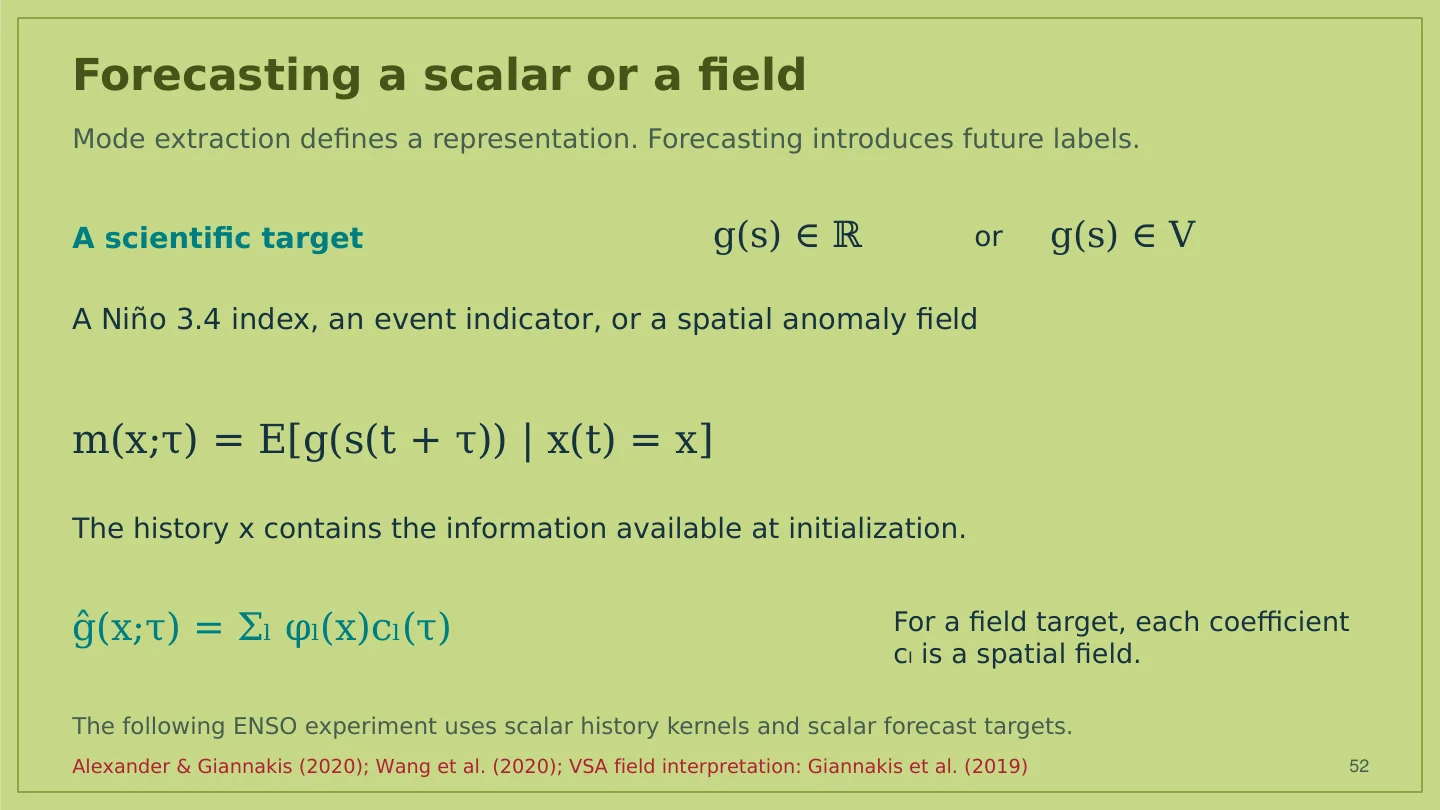 Forecasting a scalar or a field
Mode extraction defines a representation. Forecasting introduces future labels.
A scientific target g(s) ∈ ℝ or g(s) ∈ V
A Niño 3.4 index, an event indicator, or a spatial anomaly field
m(x;τ) = E[g(s(t + τ)) | x(t) = x]
The history x contains the information available at initialization.
ĝ(x;τ) = Σₗ φₗ(x)cₗ(τ)
For a field target, each coefficient
cₗ is a spatial field.
The following ENSO experiment uses scalar history kernels and scalar forecast targets.
Alexander & Giannakis (2020); Wang et al. (2020); VSA field interpretation: Giannakis et al. (2019)
52